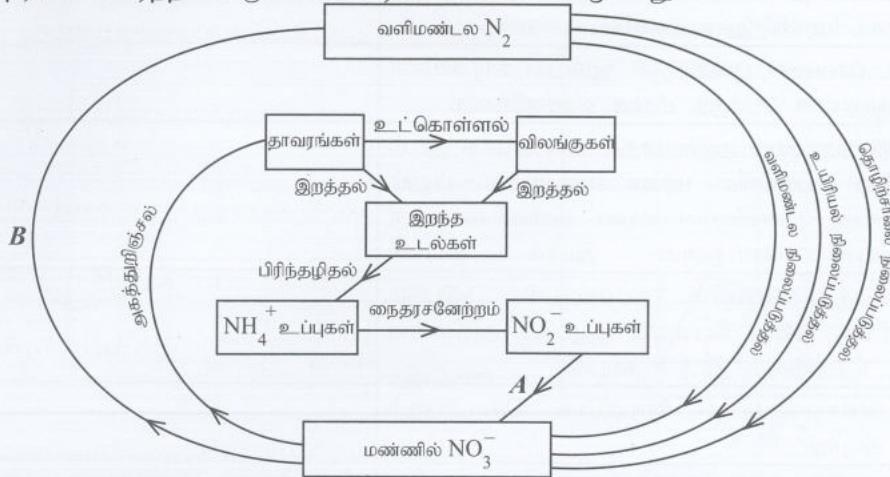 வளிமண்டல N₂
தாவரங்கள்
உட்கொள்ளல்
விலங்குகள்
இறத்தல்
இறத்தல்
இறந்த
உடல்கள்
பிரிந்தழிதல்
NH₄⁺ உப்புகள்
நைதரசனேற்றம்
NO₂⁻ உப்புகள்
A
மண்ணில் NO₃⁻
B
அகத்துறிஞ்சல்
வளிமண்டல நிலைப்படுத்தல்
உயிரியல் நிலைப்படுத்தல்
தொழிற்சாலை நிலைப்படுத்தல்